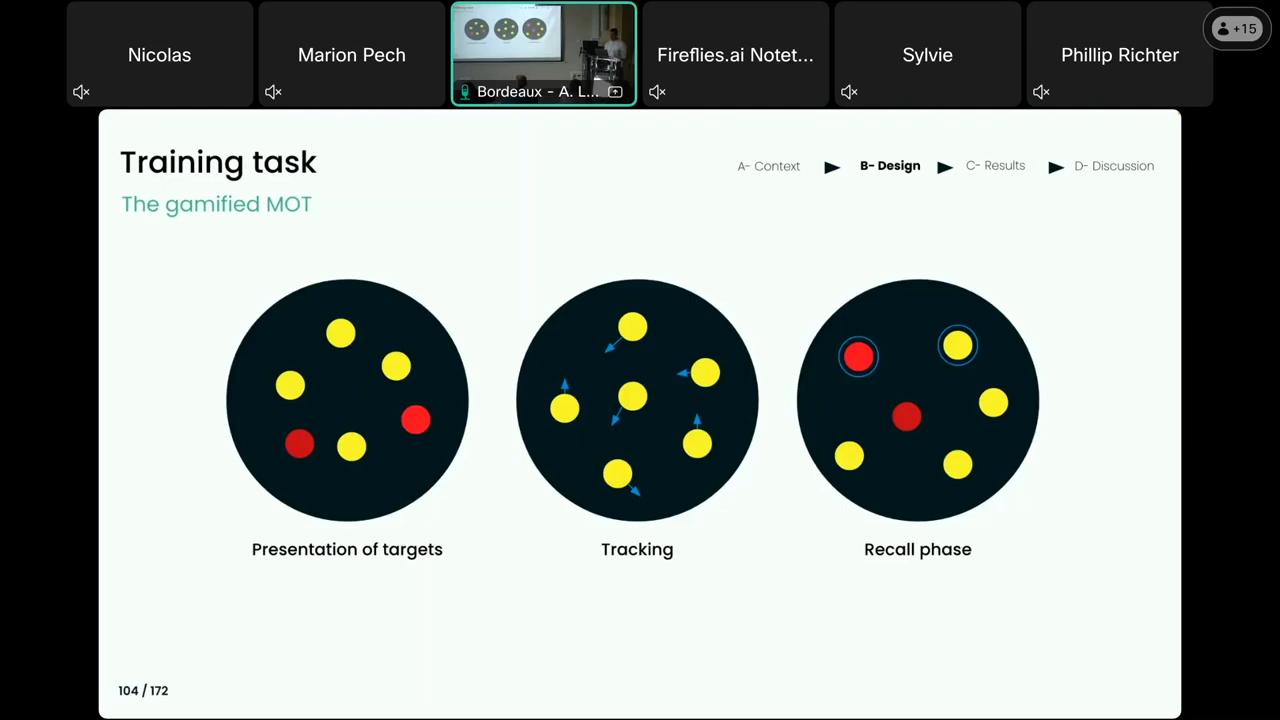 Nicolas
Marion Pech
Bordeaux - A. L...
Fireflies.ai Notet...
Sylvie
Phillip Richter
+15
Training task
The gamified MOT
A- Context
B- Design
C- Results
D- Discussion
Presentation of targets
Tracking
Recall phase
104 / 172